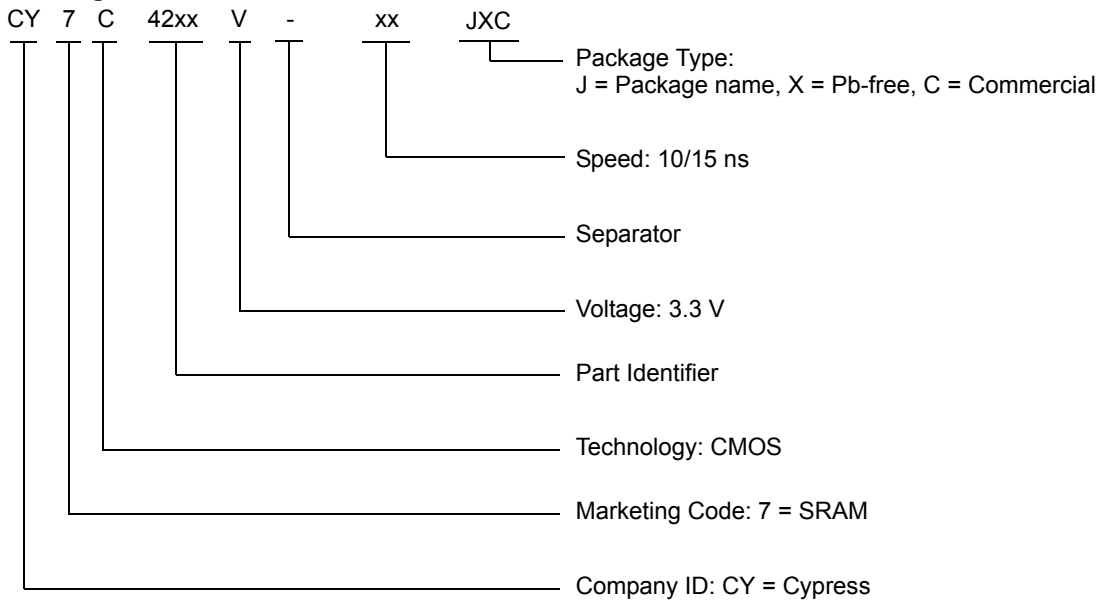 CY 7 C 42xx V - xx JXC
Package Type:
J = Package name, X = Pb-free, C = Commercial
Speed: 10/15 ns
Separator
Voltage: 3.3 V
Part Identifier
Technology: CMOS
Marketing Code: 7 = SRAM
Company ID: CY = Cypress